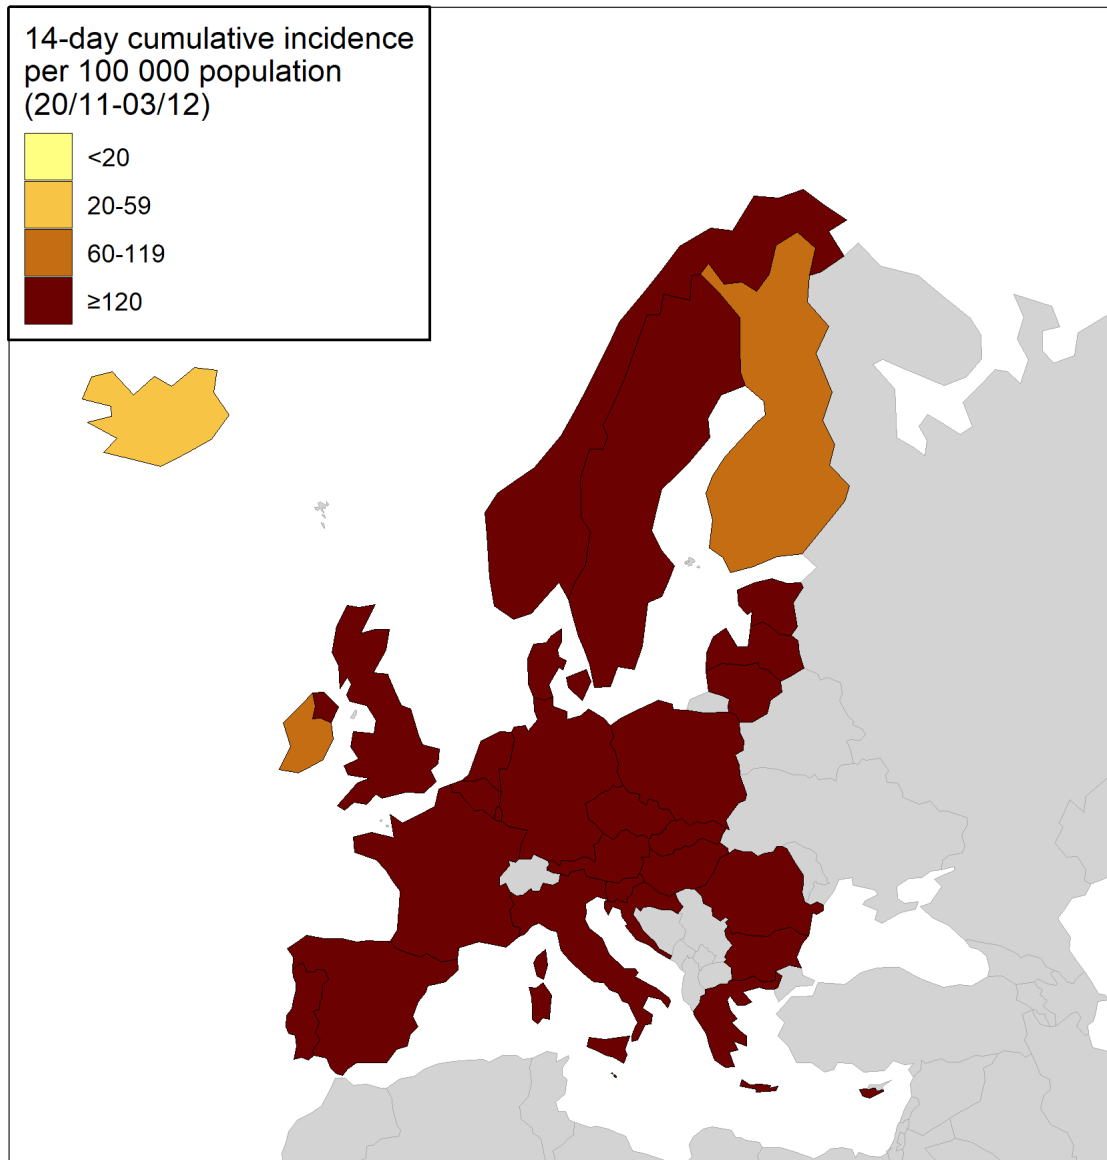 14-day cumulative incidence
per 100 000 population
(20/11-03/12)
<20
20-59
60-119
≥120